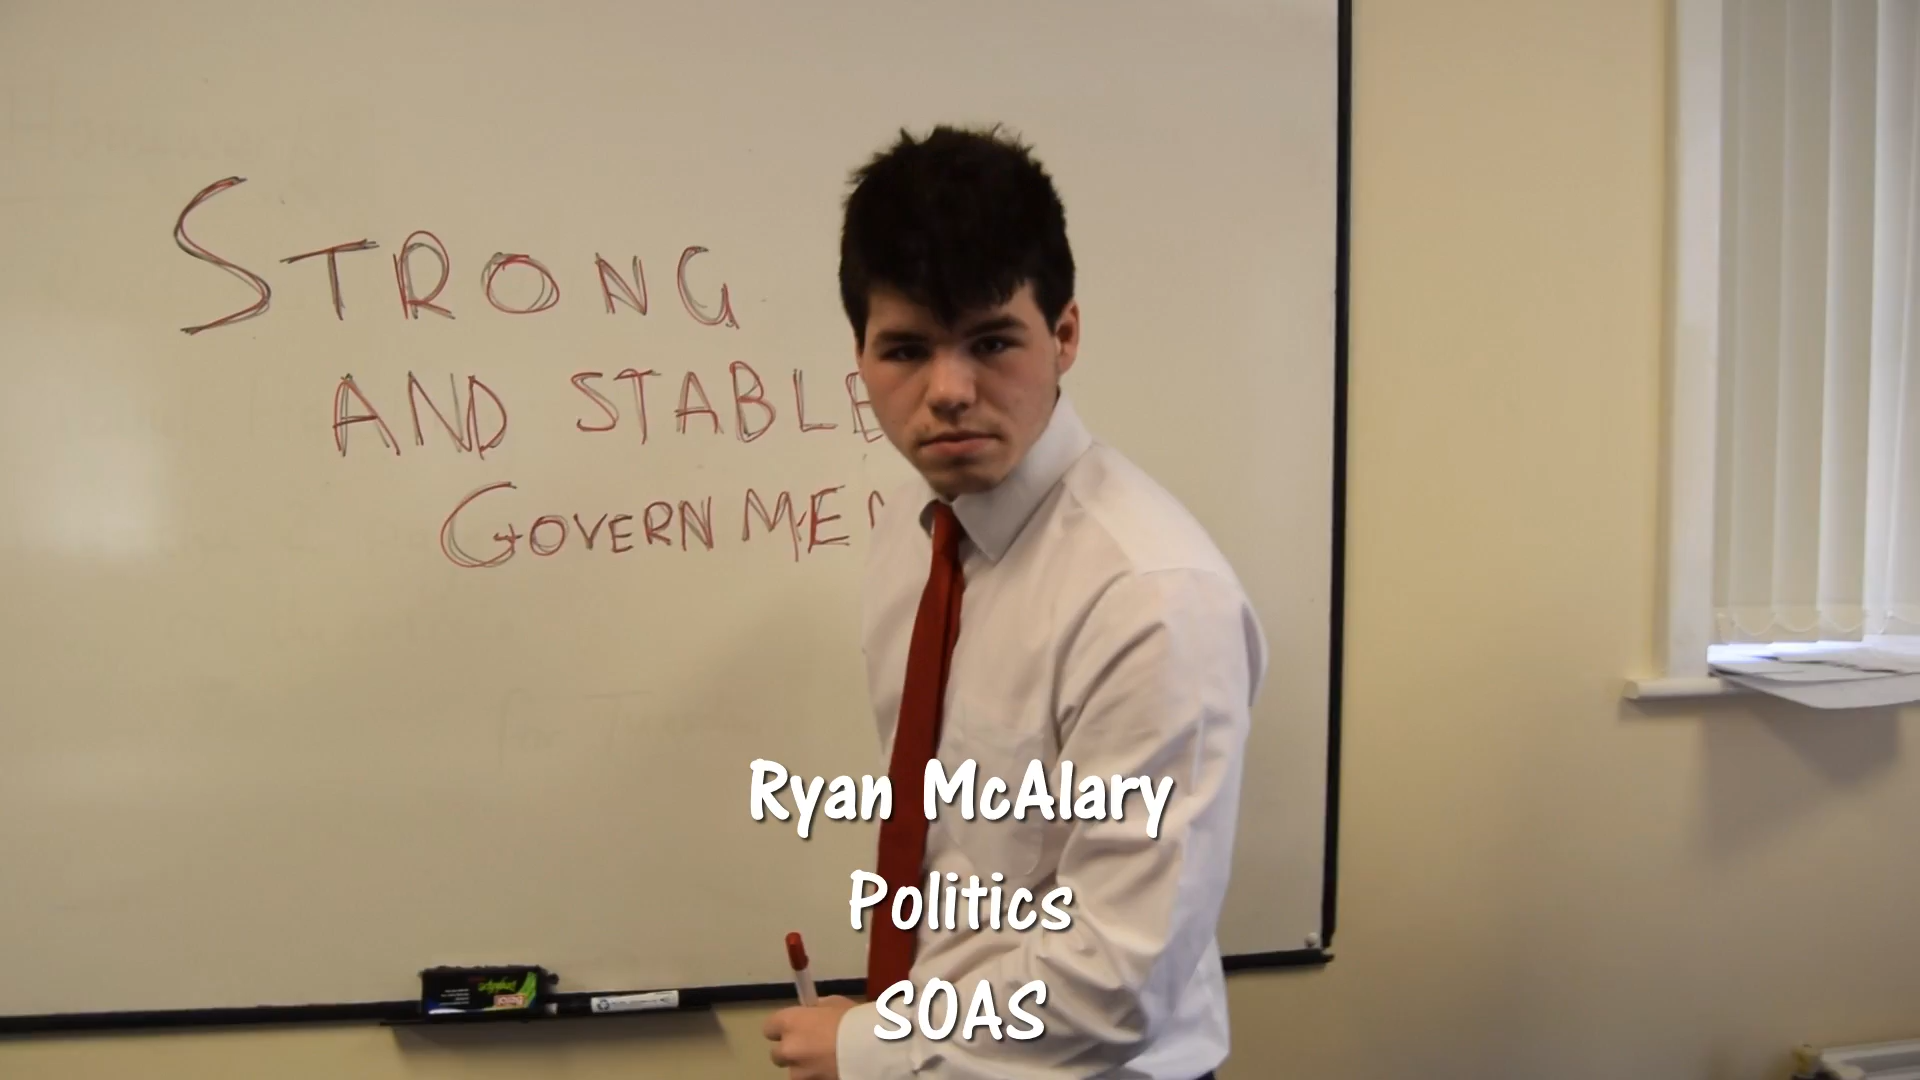 STRONG
AND STABLE
GOVERNMEN
Ryan McAlary
Politics
SOAS